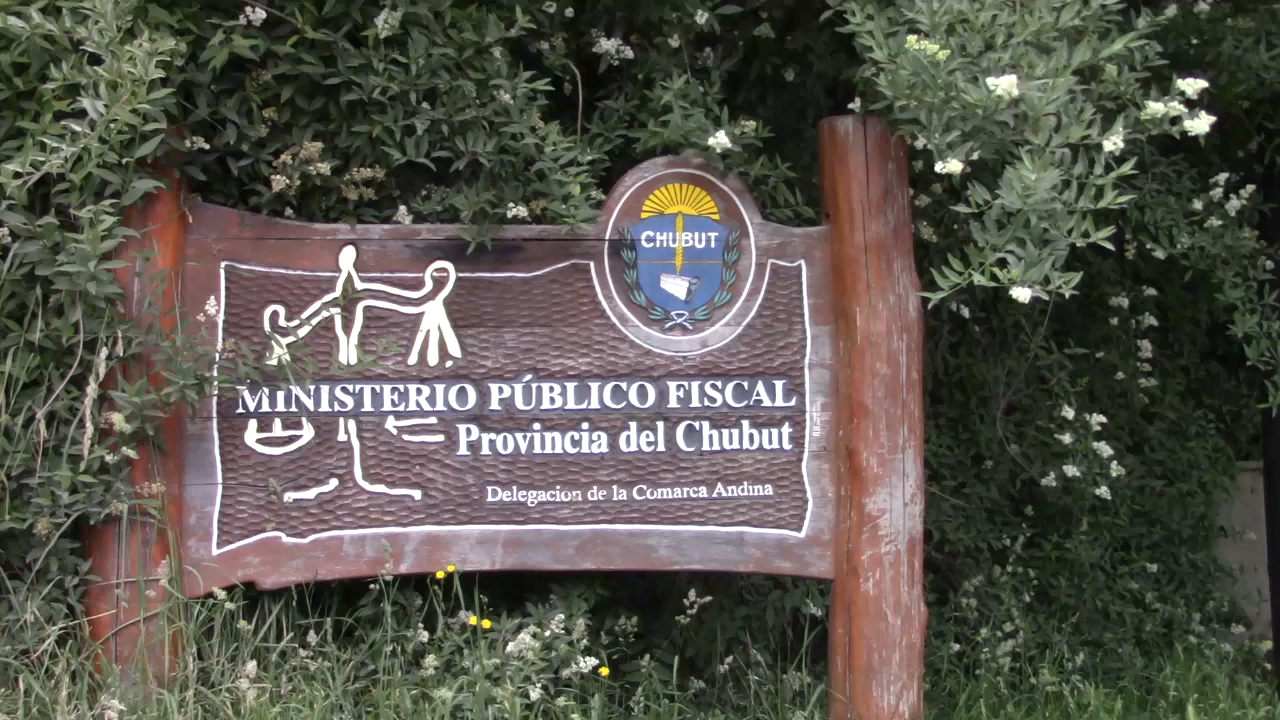 CHUBUT
MINISTERIO PÚBLICO FISCAL
Provincia del Chubut
Delegacion de la Comarca Andina